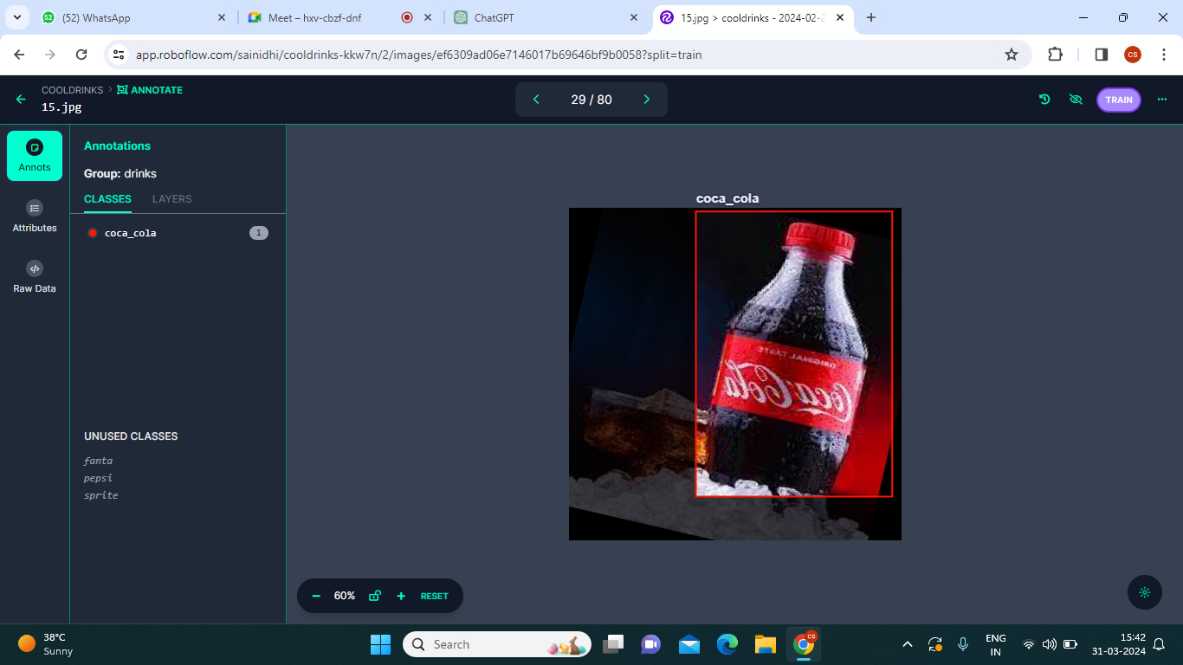 (52) WhatsApp
Meet – hxv-cbzf-dnf
ChatGPT
15.jpg > cooldrinks - 2024-02-2
app.roboflow.com/sainidhi/cooldrinks-kkw7n/2/images/ef6309ad06e7146017b69646bf9b0058?split=train
CS
COOLDRINKS > ANNOTATE
15.jpg
29 / 80
TRAIN
Annots
Attributes
Raw Data
Annotations
Group: drinks
CLASSES LAYERS
coca_cola 1
UNUSED CLASSES
fanta
pepsi
sprite
coca_cola
ORIGINAL TASTE
Coca-Cola
60% RESET
38°C
Sunny
Search
CS
ENG
IN
15:42
31-03-2024